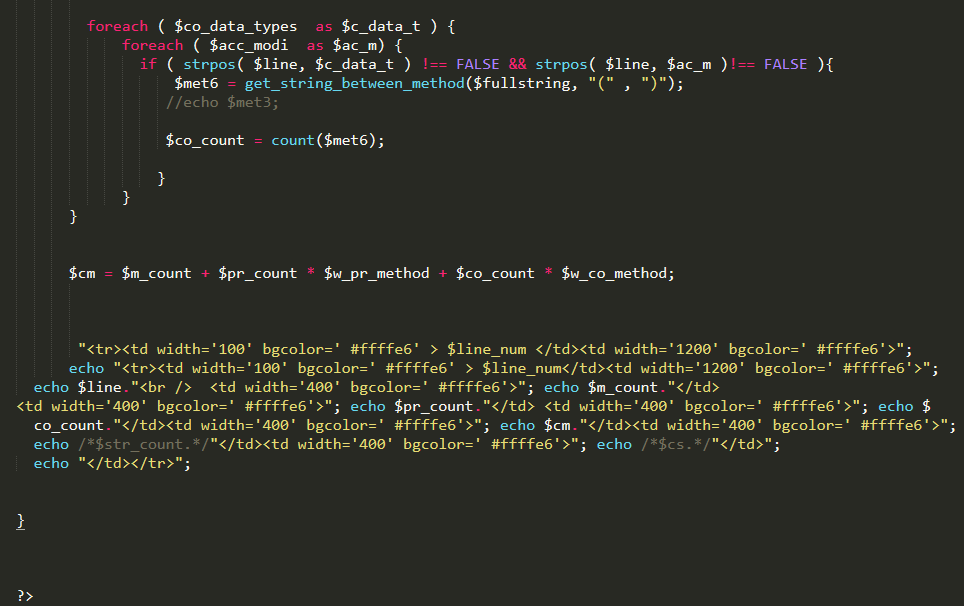 foreach ( $co_data_types  as $c_data_t ) {
foreach ( $acc_modi  as $ac_m) {
if ( strpos( $line, $c_data_t ) !== FALSE && strpos( $line, $ac_m )!== FALSE ){
$met6 = get_string_between_method($fullstring, "(" , ")");
//echo $met3;
$co_count = count($met6);
}
}
}
$cm = $m_count + $pr_count * $w_pr_method + $co_count * $w_co_method;
"<tr><td width='100' bgcolor=' #ffffe6' > $line_num </td><td width='1200' bgcolor=' #ffffe6'>";
echo "<tr><td width='100' bgcolor=' #ffffe6' > $line_num</td><td width='1200' bgcolor=' #ffffe6'>";
echo $line."<br />  <td width='400' bgcolor=' #ffffe6'>"; echo $m_count."</td>
<td width='400' bgcolor=' #ffffe6'>"; echo $pr_count."</td> <td width='400' bgcolor=' #ffffe6'>"; echo $
co_count."</td><td width='400' bgcolor=' #ffffe6'>"; echo $cm."</td><td width='400' bgcolor=' #ffffe6'>";
echo /*$str_count.*/"</td><td width='400' bgcolor=' #ffffe6'>"; echo /*$cs.*/"</td>";
echo "</td></tr>";
}
?>